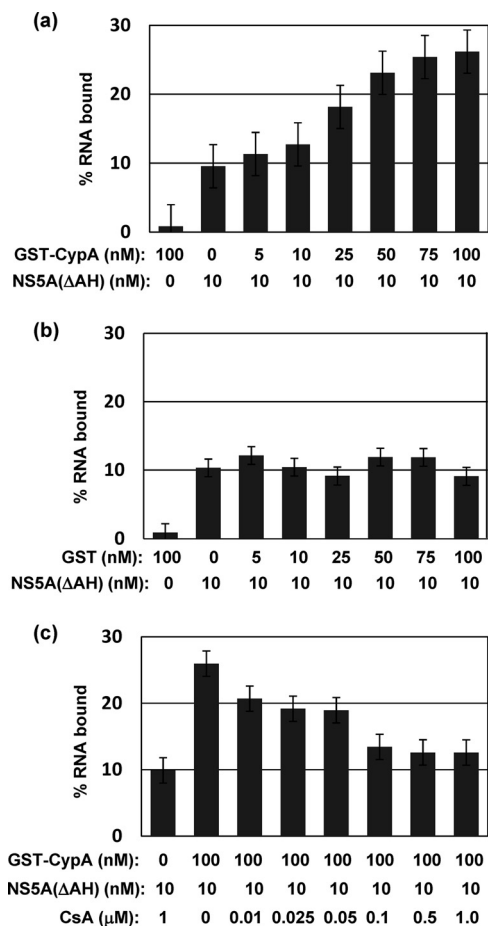 (a)
30
20
10
0
% RNA bound
GST-CypA (nM): 100 0 5 10 25 50 75 100
NS5A(ΔAH) (nM): 0 10 10 10 10 10 10 10
(b)
30
20
10
0
% RNA bound
GST (nM): 100 0 5 10 25 50 75 100
NS5A(ΔAH) (nM): 0 10 10 10 10 10 10 10
(c)
30
20
10
0
% RNA bound
GST-CypA (nM): 0 100 100 100 100 100 100 100
NS5A(ΔAH) (nM): 10 10 10 10 10 10 10 10
CsA (μM): 1 0 0.01 0.025 0.05 0.1 0.5 1.0